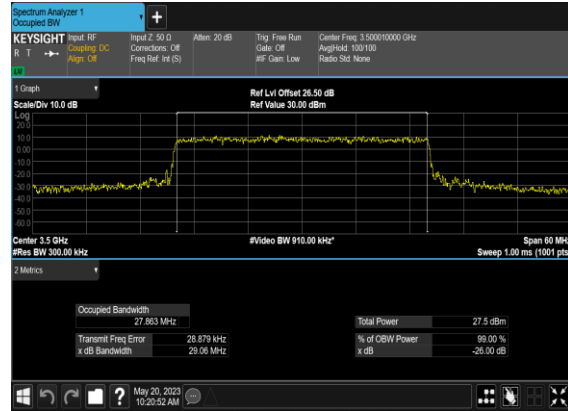 Spectrum Analyzer 1
Occupied BW
+
KEYSIGHT Input: RF Input Z: 50 Ω Atten: 20 dB Trig: Free Run Center Freq: 3.500010000 GHz
R T Coupling: DC Corrections: Off Gate: Off Avg|Hold: 100/100
Align: Off Freq Ref: Int (S) #IF Gain: Low Radio Std: None
1 Graph
Ref Lvl Offset 26.50 dB
Scale/Div 10.0 dB Ref Value 30.00 dBm
Log
20.0
10.0
0.00
-10.0
-20.0
-30.0
-40.0
-50.0
-60.0
Center 3.5 GHz #Video BW 910.00 kHz* Span 60 MHz
#Res BW 300.00 kHz Sweep 1.00 ms (1001 pts)
2 Metrics
Occupied Bandwidth
27.863 MHz Total Power 27.5 dBm
Transmit Freq Error 28.879 kHz % of OBW Power 99.00 %
x dB Bandwidth 29.06 MHz x dB -26.00 dB
?
May 20, 2023
10:20:52 AM